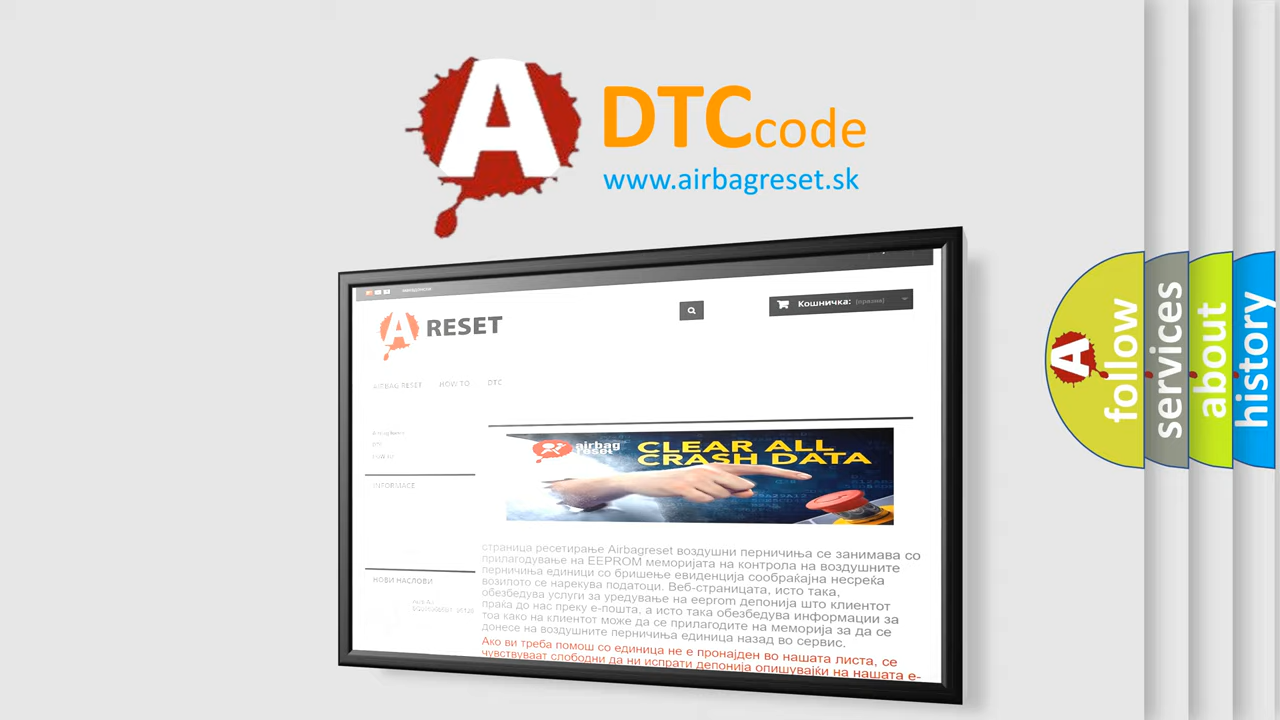 A DTCcode
www.airbagreset.sk
Кошничка: (празни)
A RESET
AIRBAG RESET HOW TO DTC
airbag reset
CLEAR ALL
CRASH DATA
INFORMACE
страница ресетирање Airbagreset воздушни перничиња се занимава со
прилагодување на EEPROM меморијата на контрола на воздушните
перничиња единици со бришење евиденција сообраќајна несреќа
возилото се нарекува податоци. Веб-страницата, исто така,
обезбедува услуги за уредување на eeprom депонија што клиентот
праќа до нас преку е-пошта, а исто така обезбедува информации за
тоа како на клиентот може да се прилагодите на меморија за да се
донесе на воздушните перничиња единица назад во сервис.
Ако ви треба помош со единица не е пронајден во нашата листа, се
чувствуваат слободни да ни испрати депонија опишувајќи на нашата е-
НОВИ НАСЛОВИ
A
follow
services
about
history